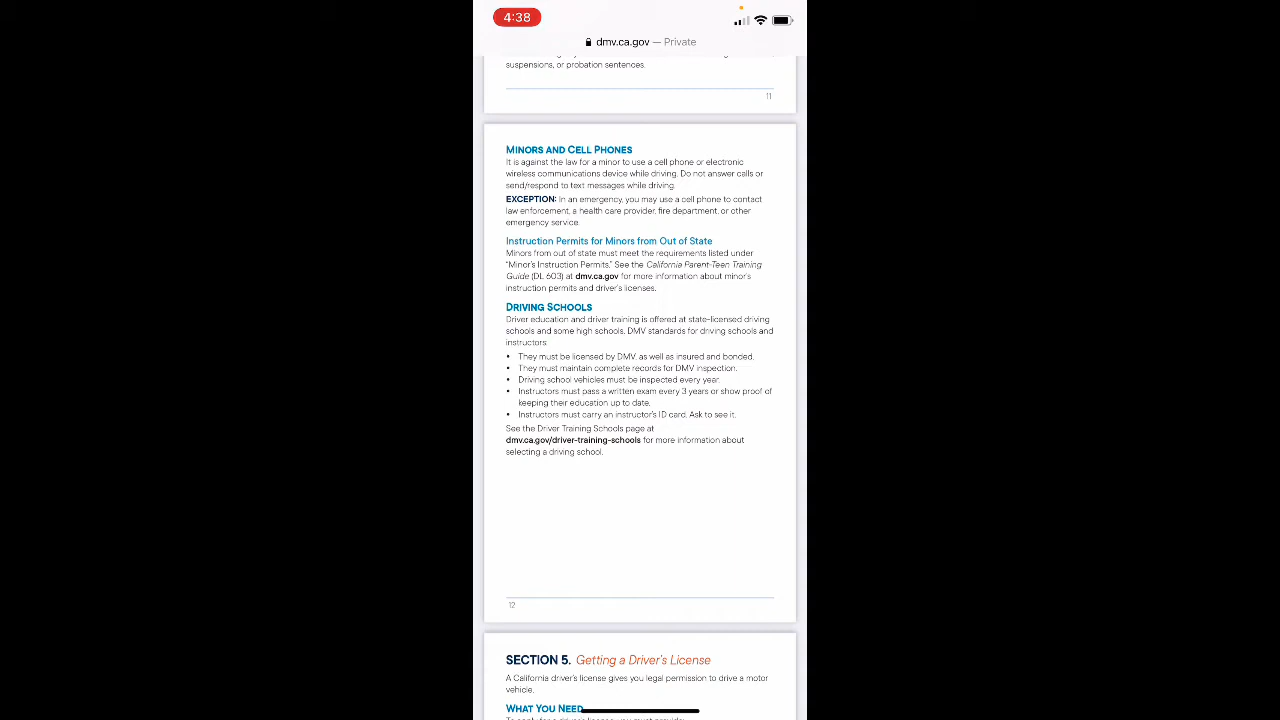 4:38
dmv.ca.gov — Private
suspensions, or probation sentences.
11
MINORS AND CELL PHONES
It is against the law for a minor to use a cell phone or electronic
wireless communications device while driving. Do not answer calls or
send/respond to text messages while driving.
EXCEPTION: In an emergency, you may use a cell phone to contact
law enforcement, a health care provider, fire department, or other
emergency service.
Instruction Permits for Minors from Out of State
Minors from out of state must meet the requirements listed under
“Minor’s Instruction Permits.” See the California Parent-Teen Training
Guide (DL 603) at dmv.ca.gov for more information about minor’s
instruction permits and driver’s licenses.
DRIVING SCHOOLS
Driver education and driver training is offered at state-licensed driving
schools and some high schools. DMV standards for driving schools and
instructors:
• They must be licensed by DMV, as well as insured and bonded.
• They must maintain complete records for DMV inspection.
• Driving school vehicles must be inspected every year.
• Instructors must pass a written exam every 3 years or show proof of
keeping their education up to date.
• Instructors must carry an instructor’s ID card. Ask to see it.
See the Driver Training Schools page at
dmv.ca.gov/driver-training-schools for more information about
selecting a driving school.
12
SECTION 5. Getting a Driver’s License
A California driver’s license gives you legal permission to drive a motor
vehicle.
WHAT YOU NEED